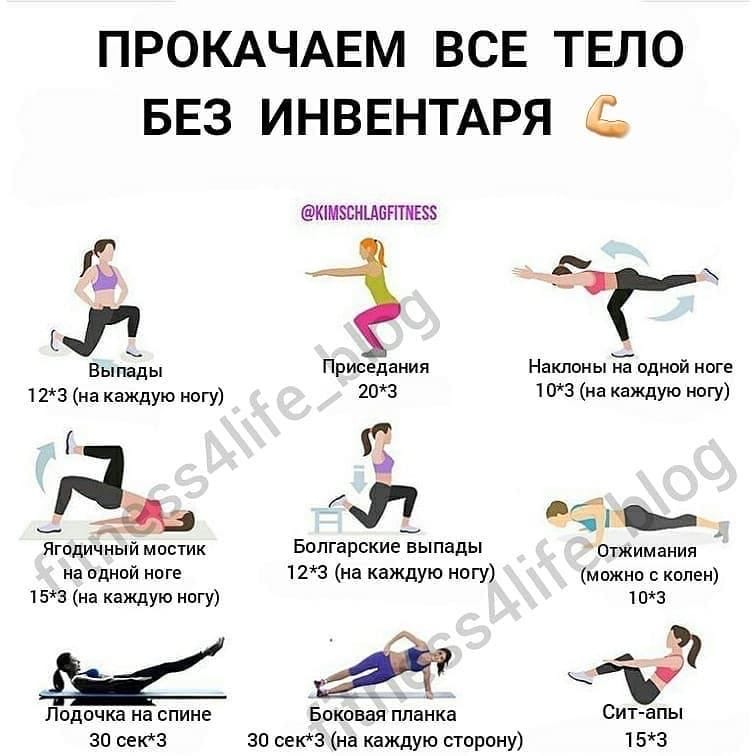 ПРОКАЧАЕМ ВСЕ ТЕЛО
БЕЗ ИНВЕНТАРЯ 💪
@KIMSCHLAGFITNESS
Выпады
12*3 (на каждую ногу)
Приседания
20*3
Наклоны на одной ноге
10*3 (на каждую ногу)
Ягодичный мостик
на одной ноге
15*3 (на каждую ногу)
Болгарские выпады
12*3 (на каждую ногу)
Отжимания
(можно с колен)
10*3
Лодочка на спине
30 сек*3
Боковая планка
30 сек*3 (на каждую сторону)
Сит-апы
15*3
fitness4life_blog
fitness4life_blog